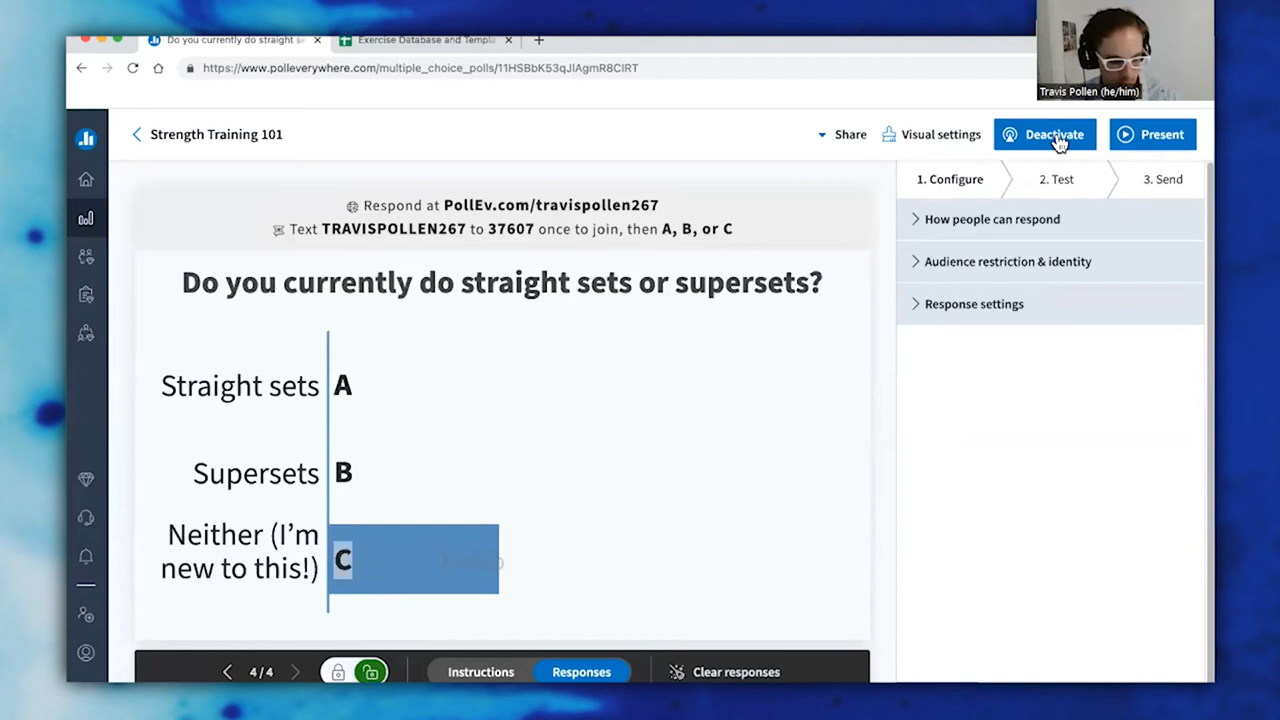 Do you currently do straight se
Exercise Database and Templa
https://www.polleverywhere.com/multiple_choice_polls/11HSBbK53qJlAgmR8ClRT
Travis Pollen (he/him)
Strength Training 101
Share
Visual settings
Deactivate
Present
1. Configure
2. Test
3. Send
Respond at PollEv.com/travispollen267
Text TRAVISPOLLEN267 to 37607 once to join, then A, B, or C
How people can respond
Audience restriction & identity
Response settings
Do you currently do straight sets or supersets?
Straight sets A
Supersets B
Neither (I'm
new to this!) C
4 / 4
Instructions
Responses
Clear responses